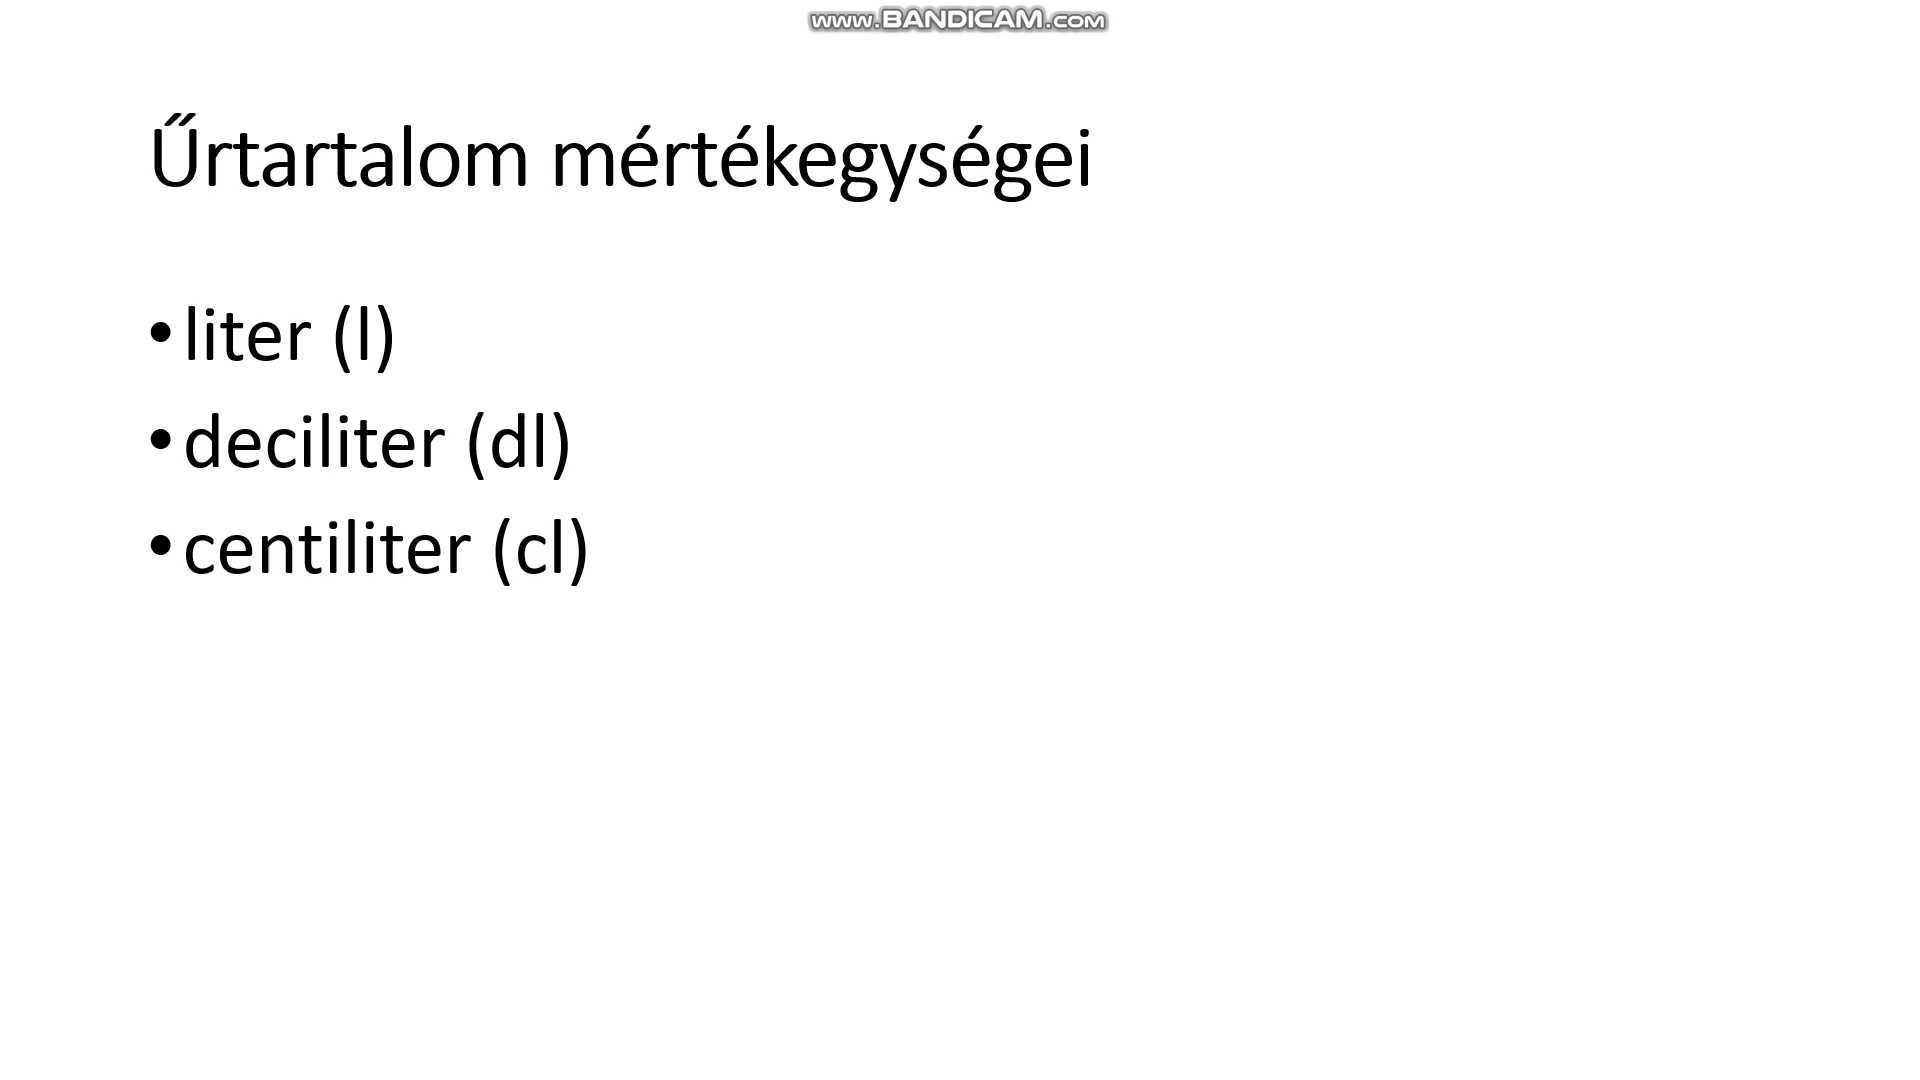 www.BANDICAM.com
Űrtartalom mértékegységei
•liter (l)
•deciliter (dl)
•centiliter (cl)